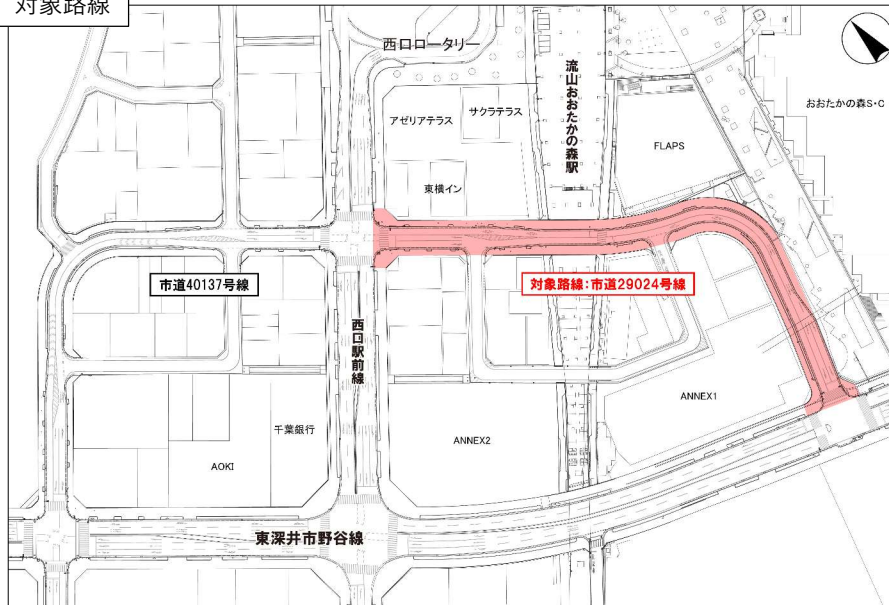 対象路線
西口ロータリー
流山おおたかの森駅
おおたかの森S・C
アゼリアテラス
サクラテラス
FLAPS
東横イン
市道40137号線
対象路線:市道29024号線
西口駅前線
ANNEX1
千葉銀行
ANNEX2
AOKI
東深井市野谷線